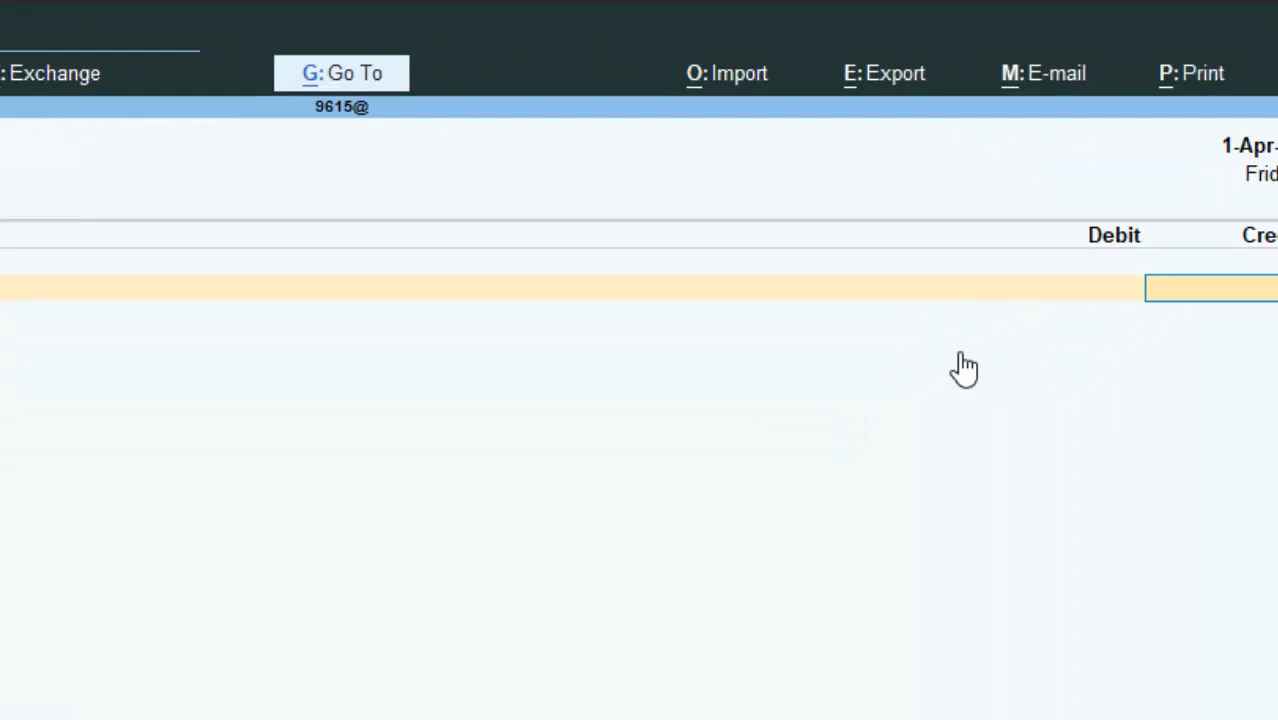 : Exchange G: Go To O: Import E: Export M: E-mail P: Print
9615@
1-Apr-
Frid
Debit Cre